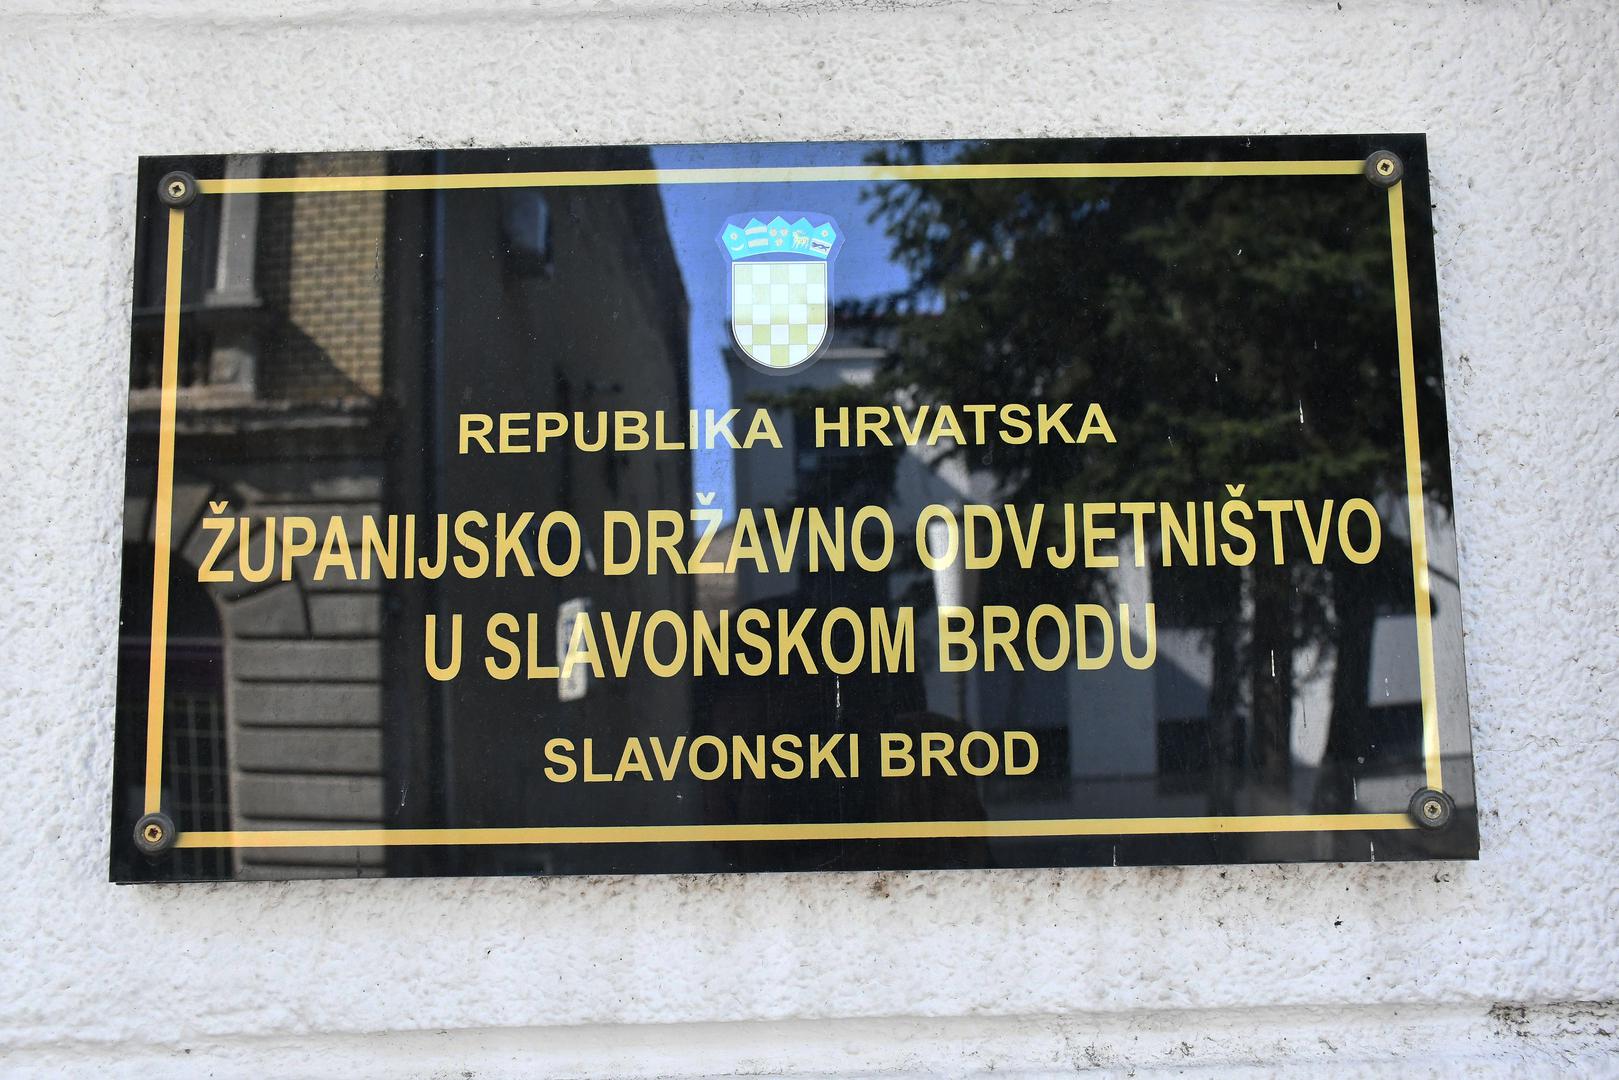 REPUBLIKA HRVATSKA
ŽUPANIJSKO DRŽAVNO ODVJETNIŠTVO
U SLAVONSKOM BRODU
SLAVONSKI BROD